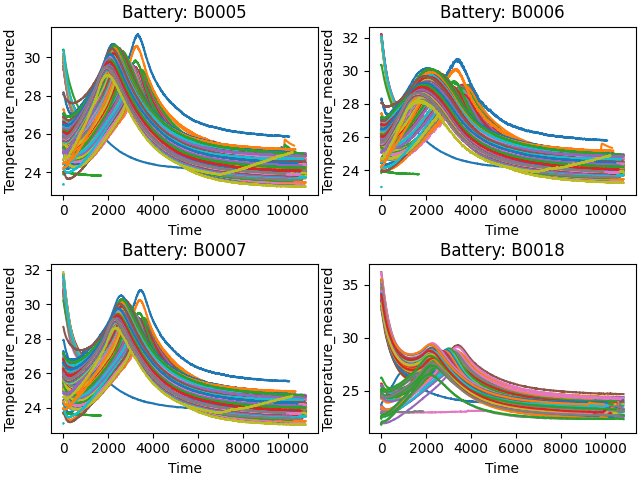 Battery: B0005
Battery: B0006
Temperature_measured
30
28
26
24
0 2000 4000 6000 8000 10000
Time
Temperature_measured
32
30
28
26
24
0 2000 4000 6000 8000 10000
Time
Battery: B0007
Battery: B0018
Temperature_measured
32
30
28
26
24
0 2000 4000 6000 8000 10000
Time
Temperature_measured
35
30
25
0 2000 4000 6000 8000 10000
Time